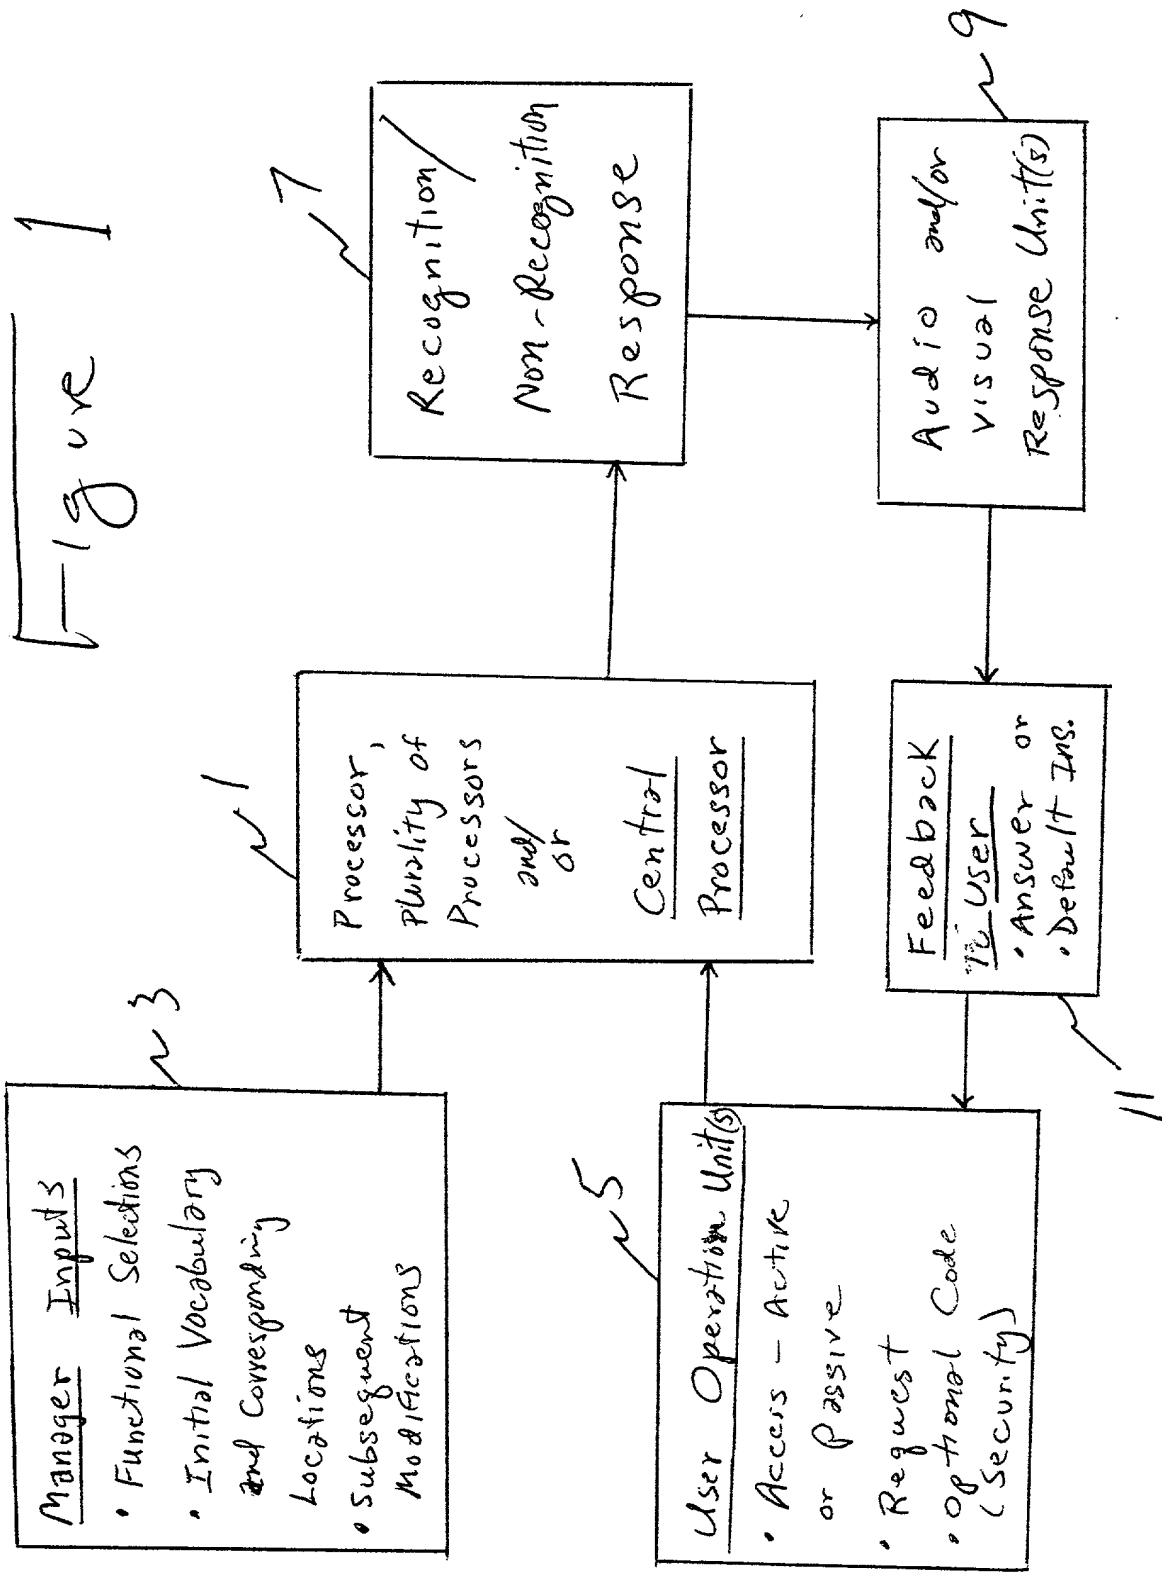 Figure 1
3
Manager Inputs
• Functional Selections
• Initial Vocabulary
and Corresponding
Locations
• Subsequent
Modifications
1
Processor,
Plurality of
Processors
and/
or
Central
Processor
7
Recognition/
Non-Recognition
Response
5
User Operation Unit(s)
• Access - Active
or Passive
• Request
• Optional Code
(Security)
11
Feedback
To User
• Answer or
• Default Ins.
9
Audio and/or
Visual
Response Unit(s)